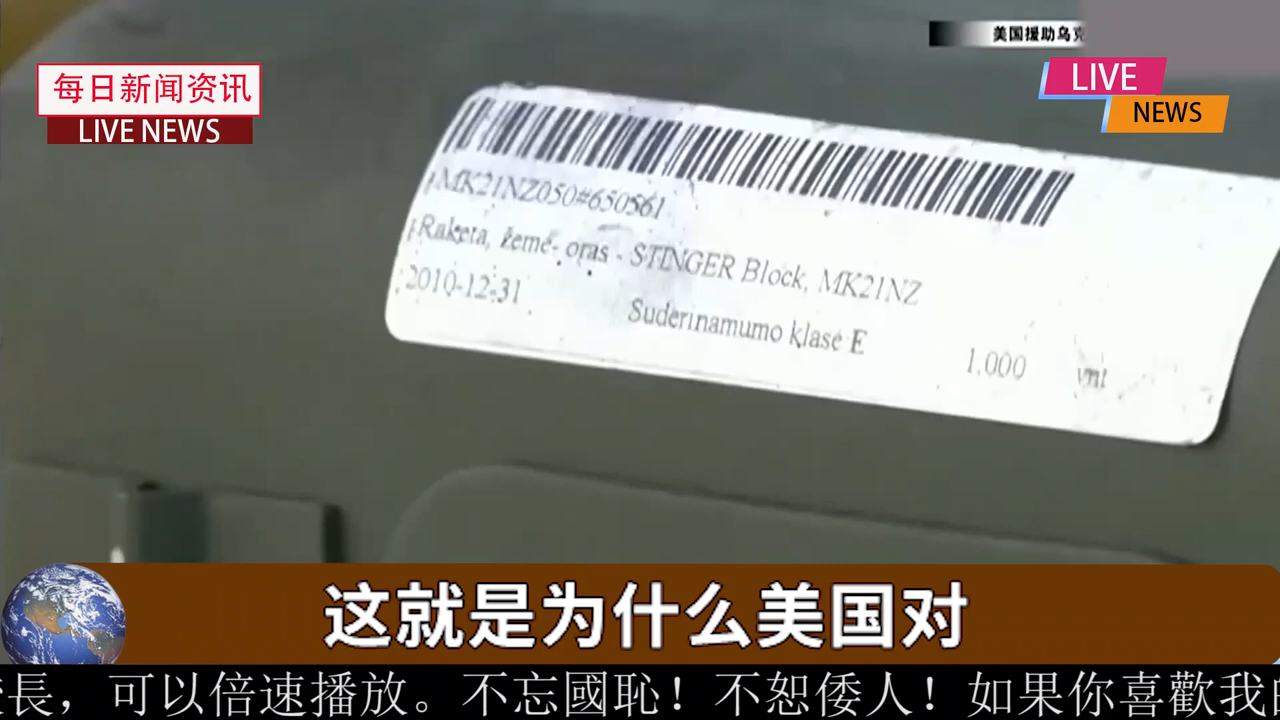 美国援助乌克
每日新闻资讯
LIVE NEWS
LIVE
NEWS
MK21NZ050#650561
Raketa, žemė- oras - STINGER Block, MK21NZ
2010-12-31
Suderinamumo klasė E
1.000 vnt
这就是为什么美国对
長，可以倍速播放。不忘國恥！不恕倭人！如果你喜歡我